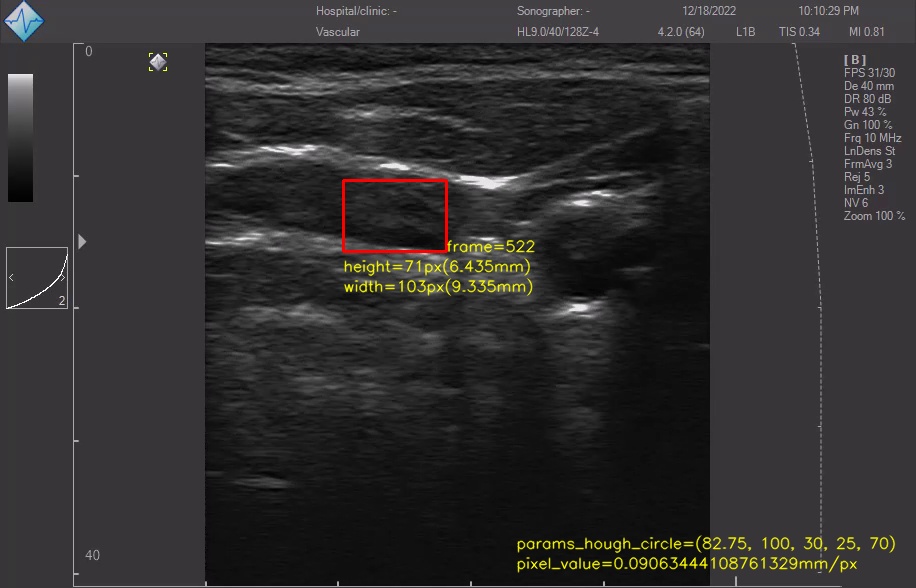 Hospital/clinic: - Sonographer: - 12/18/2022 10:10:29 PM
Vascular HL9.0/40/128Z-4 4.2.0 (64) L1B TIS 0.34 MI 0.81
0
[ B ]
FPS 31/30
De 40 mm
DR 80 dB
Pw 43 %
Gn 100 %
Frq 10 MHz
LnDens St
FrmAvg 3
Rej 5
ImEnh 3
NV 6
Zoom 100 %
frame=522
height=71px(6.435mm)
width=103px(9.335mm)
2
params_hough_circle=(82.75, 100, 30, 25, 70)
40
pixel_value=0.09063444108761329mm/px